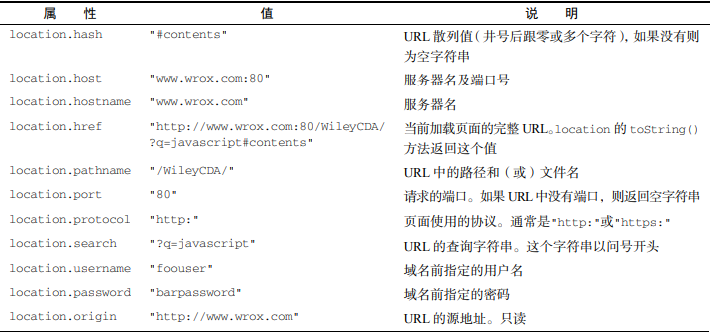 属 性 值 说 明
location.hash "#contents" URL 散列值（井号后跟零或多个字符），如果没有则
为空字符串
location.host "www.wrox.com:80" 服务器名及端口号
location.hostname "www.wrox.com" 服务器名
location.href "http://www.wrox.com:80/WileyCDA/ 当前加载页面的完整 URL。location 的 toString()
?q=javascript#contents" 方法返回这个值
location.pathname "/WileyCDA/" URL 中的路径和（或）文件名
location.port "80" 请求的端口。如果 URL 中没有端口，则返回空字符串
location.protocol "http:" 页面使用的协议。通常是"http:"或"https:"
location.search "?q=javascript" URL 的查询字符串。这个字符串以问号开头
location.username "foouser" 域名前指定的用户名
location.password "barpassword" 域名前指定的密码
location.origin "http://www.wrox.com" URL 的源地址。只读